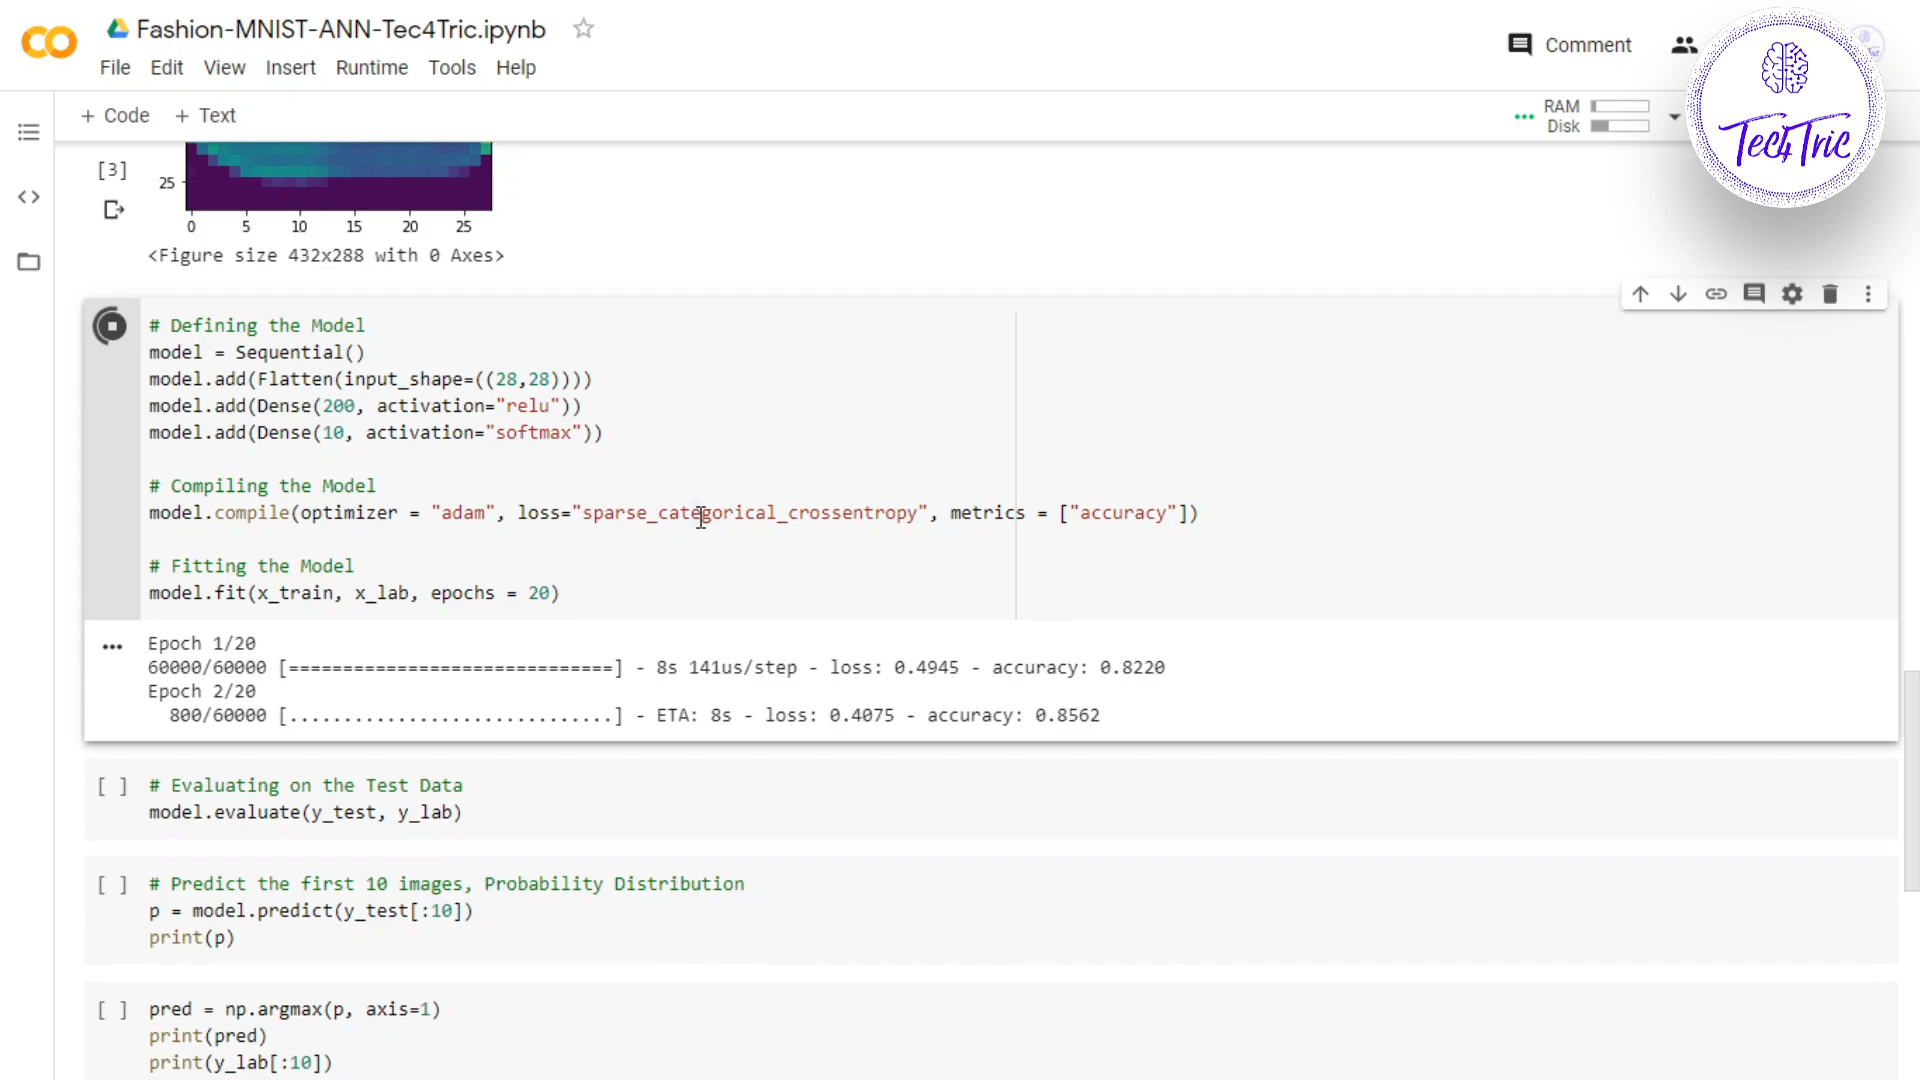 Fashion-MNIST-ANN-Tec4Tric.ipynb
File Edit View Insert Runtime Tools Help
Comment
Tec4Tric
+ Code + Text
RAM
Disk
[3]
25
0 5 10 15 20 25
<Figure size 432x288 with 0 Axes>
# Defining the Model
model = Sequential()
model.add(Flatten(input_shape=((28,28))))
model.add(Dense(200, activation="relu"))
model.add(Dense(10, activation="softmax"))
# Compiling the Model
model.compile(optimizer = "adam", loss="sparse_categorical_crossentropy", metrics = ["accuracy"])
# Fitting the Model
model.fit(x_train, x_lab, epochs = 20)
Epoch 1/20
60000/60000 [==============================] - 8s 141us/step - loss: 0.4945 - accuracy: 0.8220
Epoch 2/20
800/60000 [..............................] - ETA: 8s - loss: 0.4075 - accuracy: 0.8562
[ ] # Evaluating on the Test Data
model.evaluate(y_test, y_lab)
[ ] # Predict the first 10 images, Probability Distribution
p = model.predict(y_test[:10])
print(p)
[ ] pred = np.argmax(p, axis=1)
print(pred)
print(y_lab[:10])